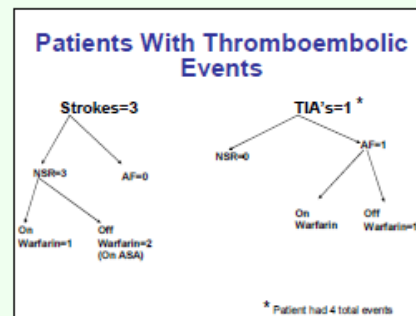 Patients With Thromboembolic
Events
Strokes=3
TIA's=1 *
NSR=3
AF=0
NSR=0
AF=1
On
Warfarin=1
Off
Warfarin=2
(On ASA)
On
Warfarin
Off
Warfarin=1
* Patient had 4 total events